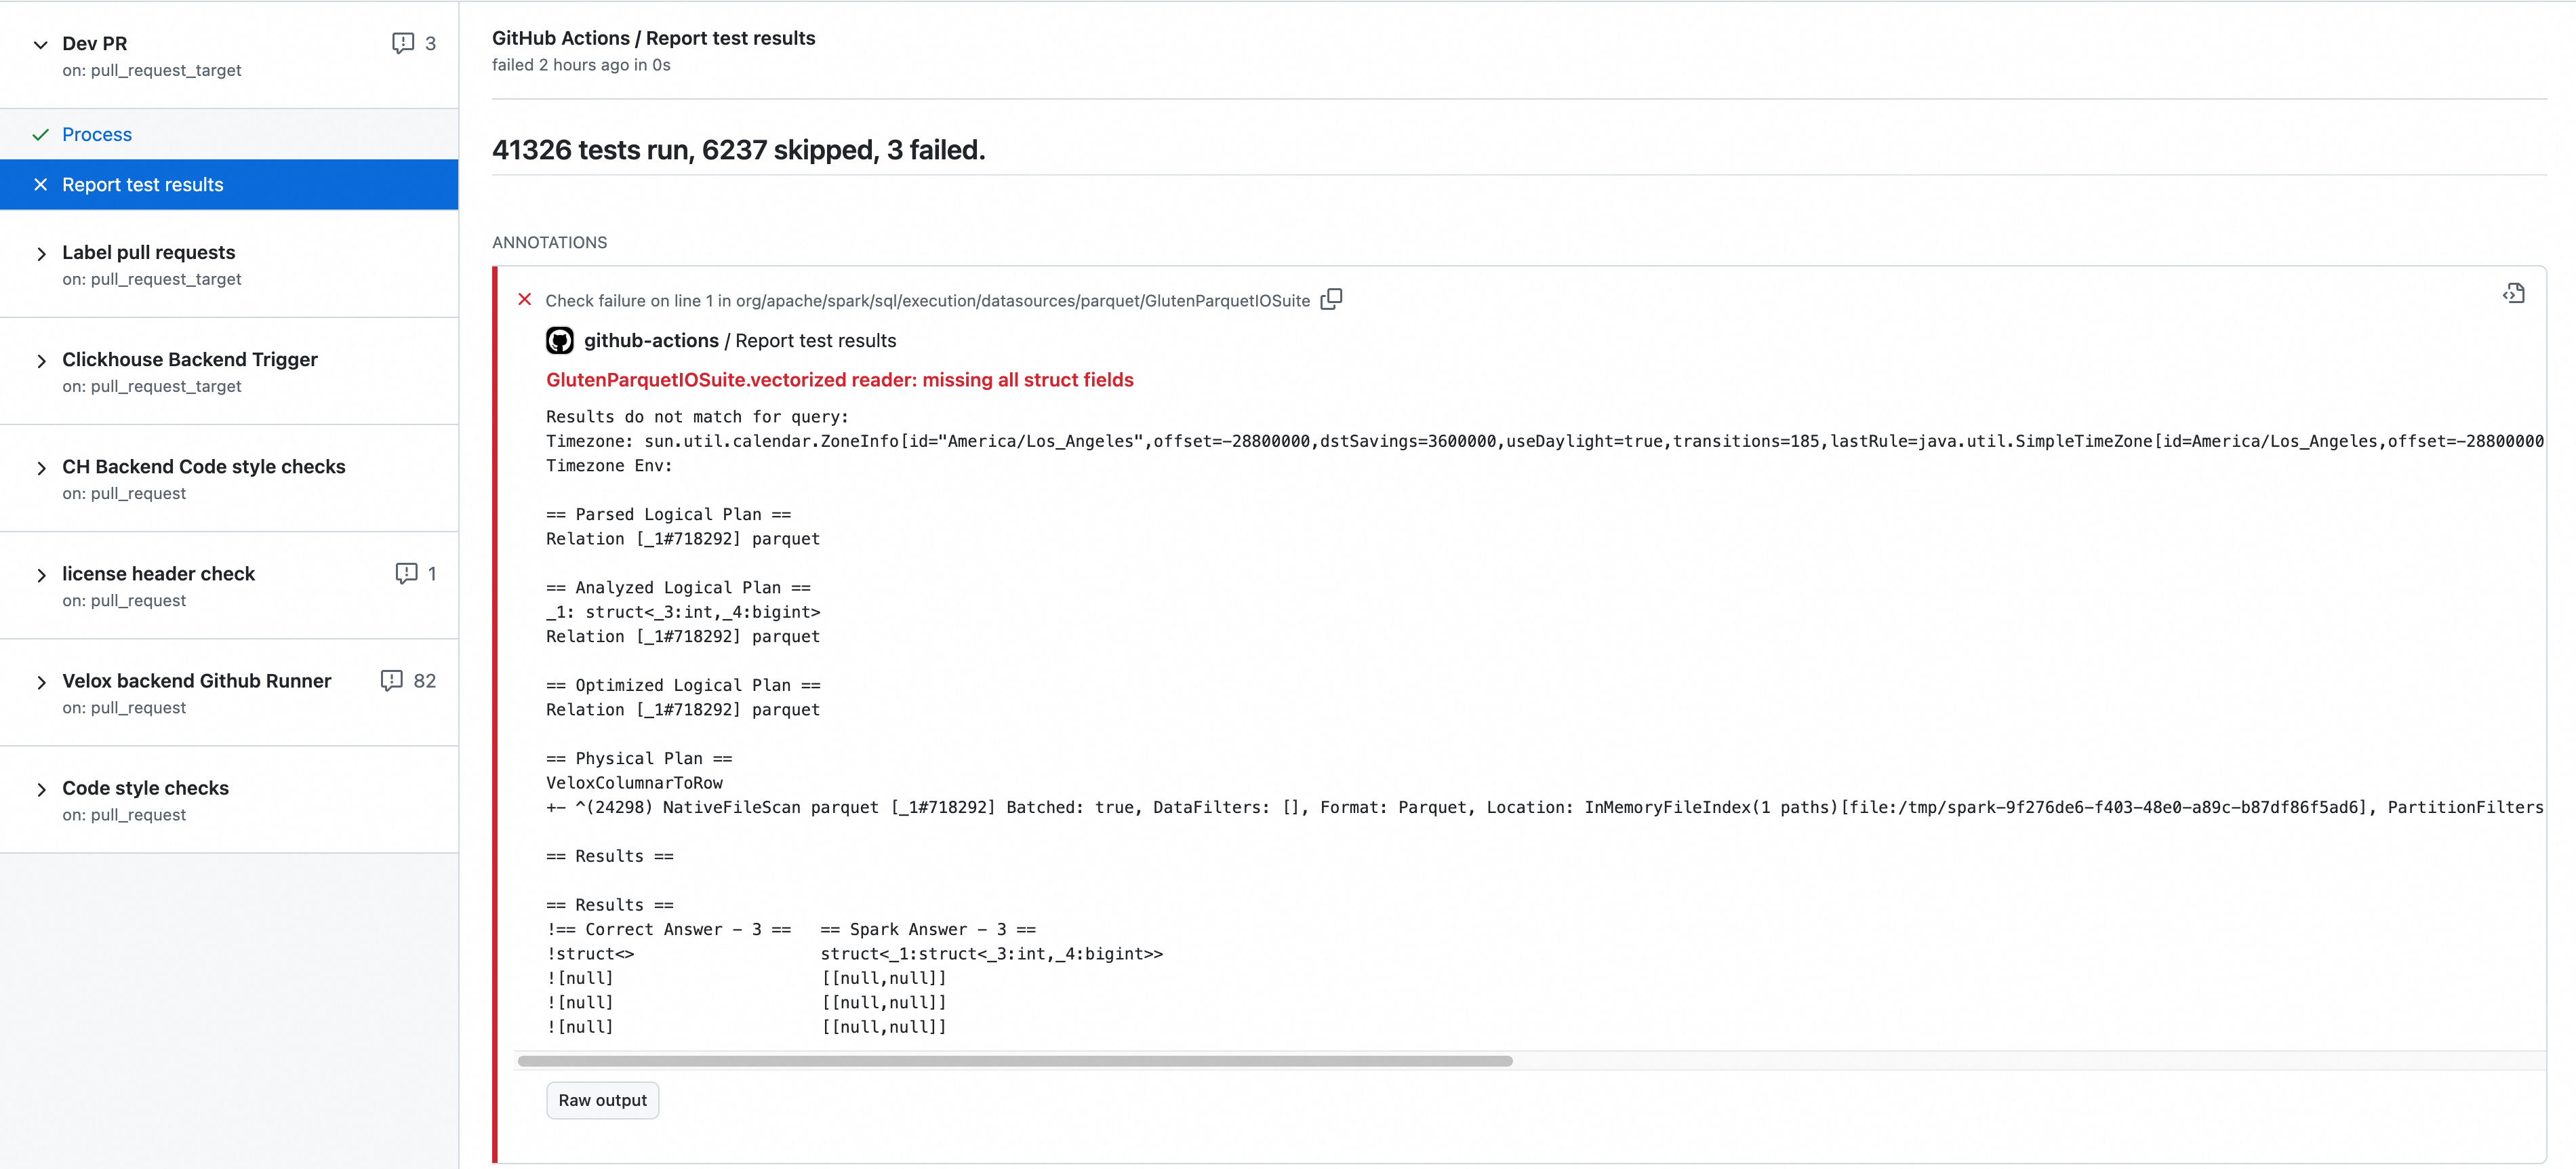 Dev PR
3
on: pull_request_target
Process
Report test results
Label pull requests
on: pull_request_target
Clickhouse Backend Trigger
on: pull_request_target
CH Backend Code style checks
on: pull_request
license header check
1
on: pull_request
Velox backend Github Runner
82
on: pull_request
Code style checks
on: pull_request
GitHub Actions / Report test results
failed 2 hours ago in 0s
41326 tests run, 6237 skipped, 3 failed.
ANNOTATIONS
Check failure on line 1 in org/apache/spark/sql/execution/datasources/parquet/GlutenParquetIOSuite
github-actions / Report test results
GlutenParquetIOSuite.vectorized reader: missing all struct fields
Results do not match for query:
Timezone: sun.util.calendar.ZoneInfo[id="America/Los_Angeles",offset=-28800000,dstSavings=3600000,useDaylight=true,transitions=185,lastRule=java.util.SimpleTimeZone[id=America/Los_Angeles,offset=-28800000
Timezone Env:
== Parsed Logical Plan ==
Relation [_1#718292] parquet
== Analyzed Logical Plan ==
_1: struct<_3:int,_4:bigint>
Relation [_1#718292] parquet
== Optimized Logical Plan ==
Relation [_1#718292] parquet
== Physical Plan ==
VeloxColumnarToRow
+- ^(24298) NativeFileScan parquet [_1#718292] Batched: true, DataFilters: [], Format: Parquet, Location: InMemoryFileIndex(1 paths)[file:/tmp/spark-9f276de6-f403-48e0-a89c-b87df86f5ad6], PartitionFilters
== Results ==
== Results ==
!== Correct Answer - 3 ==   == Spark Answer - 3 ==
!struct<>                   struct<_1:struct<_3:int,_4:bigint>>
![null]                     [[null,null]]
![null]                     [[null,null]]
![null]                     [[null,null]]
Raw output